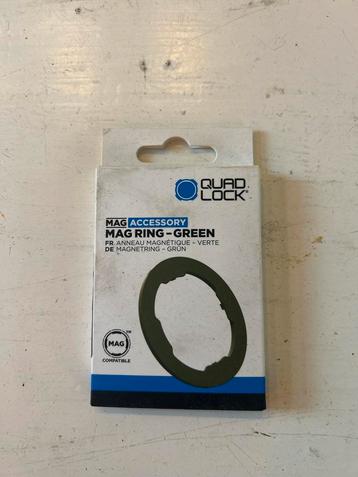 QUAD
LOCK®
MAG ACCESSORY
MAG RING – GREEN
FR ANNEAU MAGNÉTIQUE – VERTE
DE MAGNETRING – GRÜN
MAG
COMPATIBLE